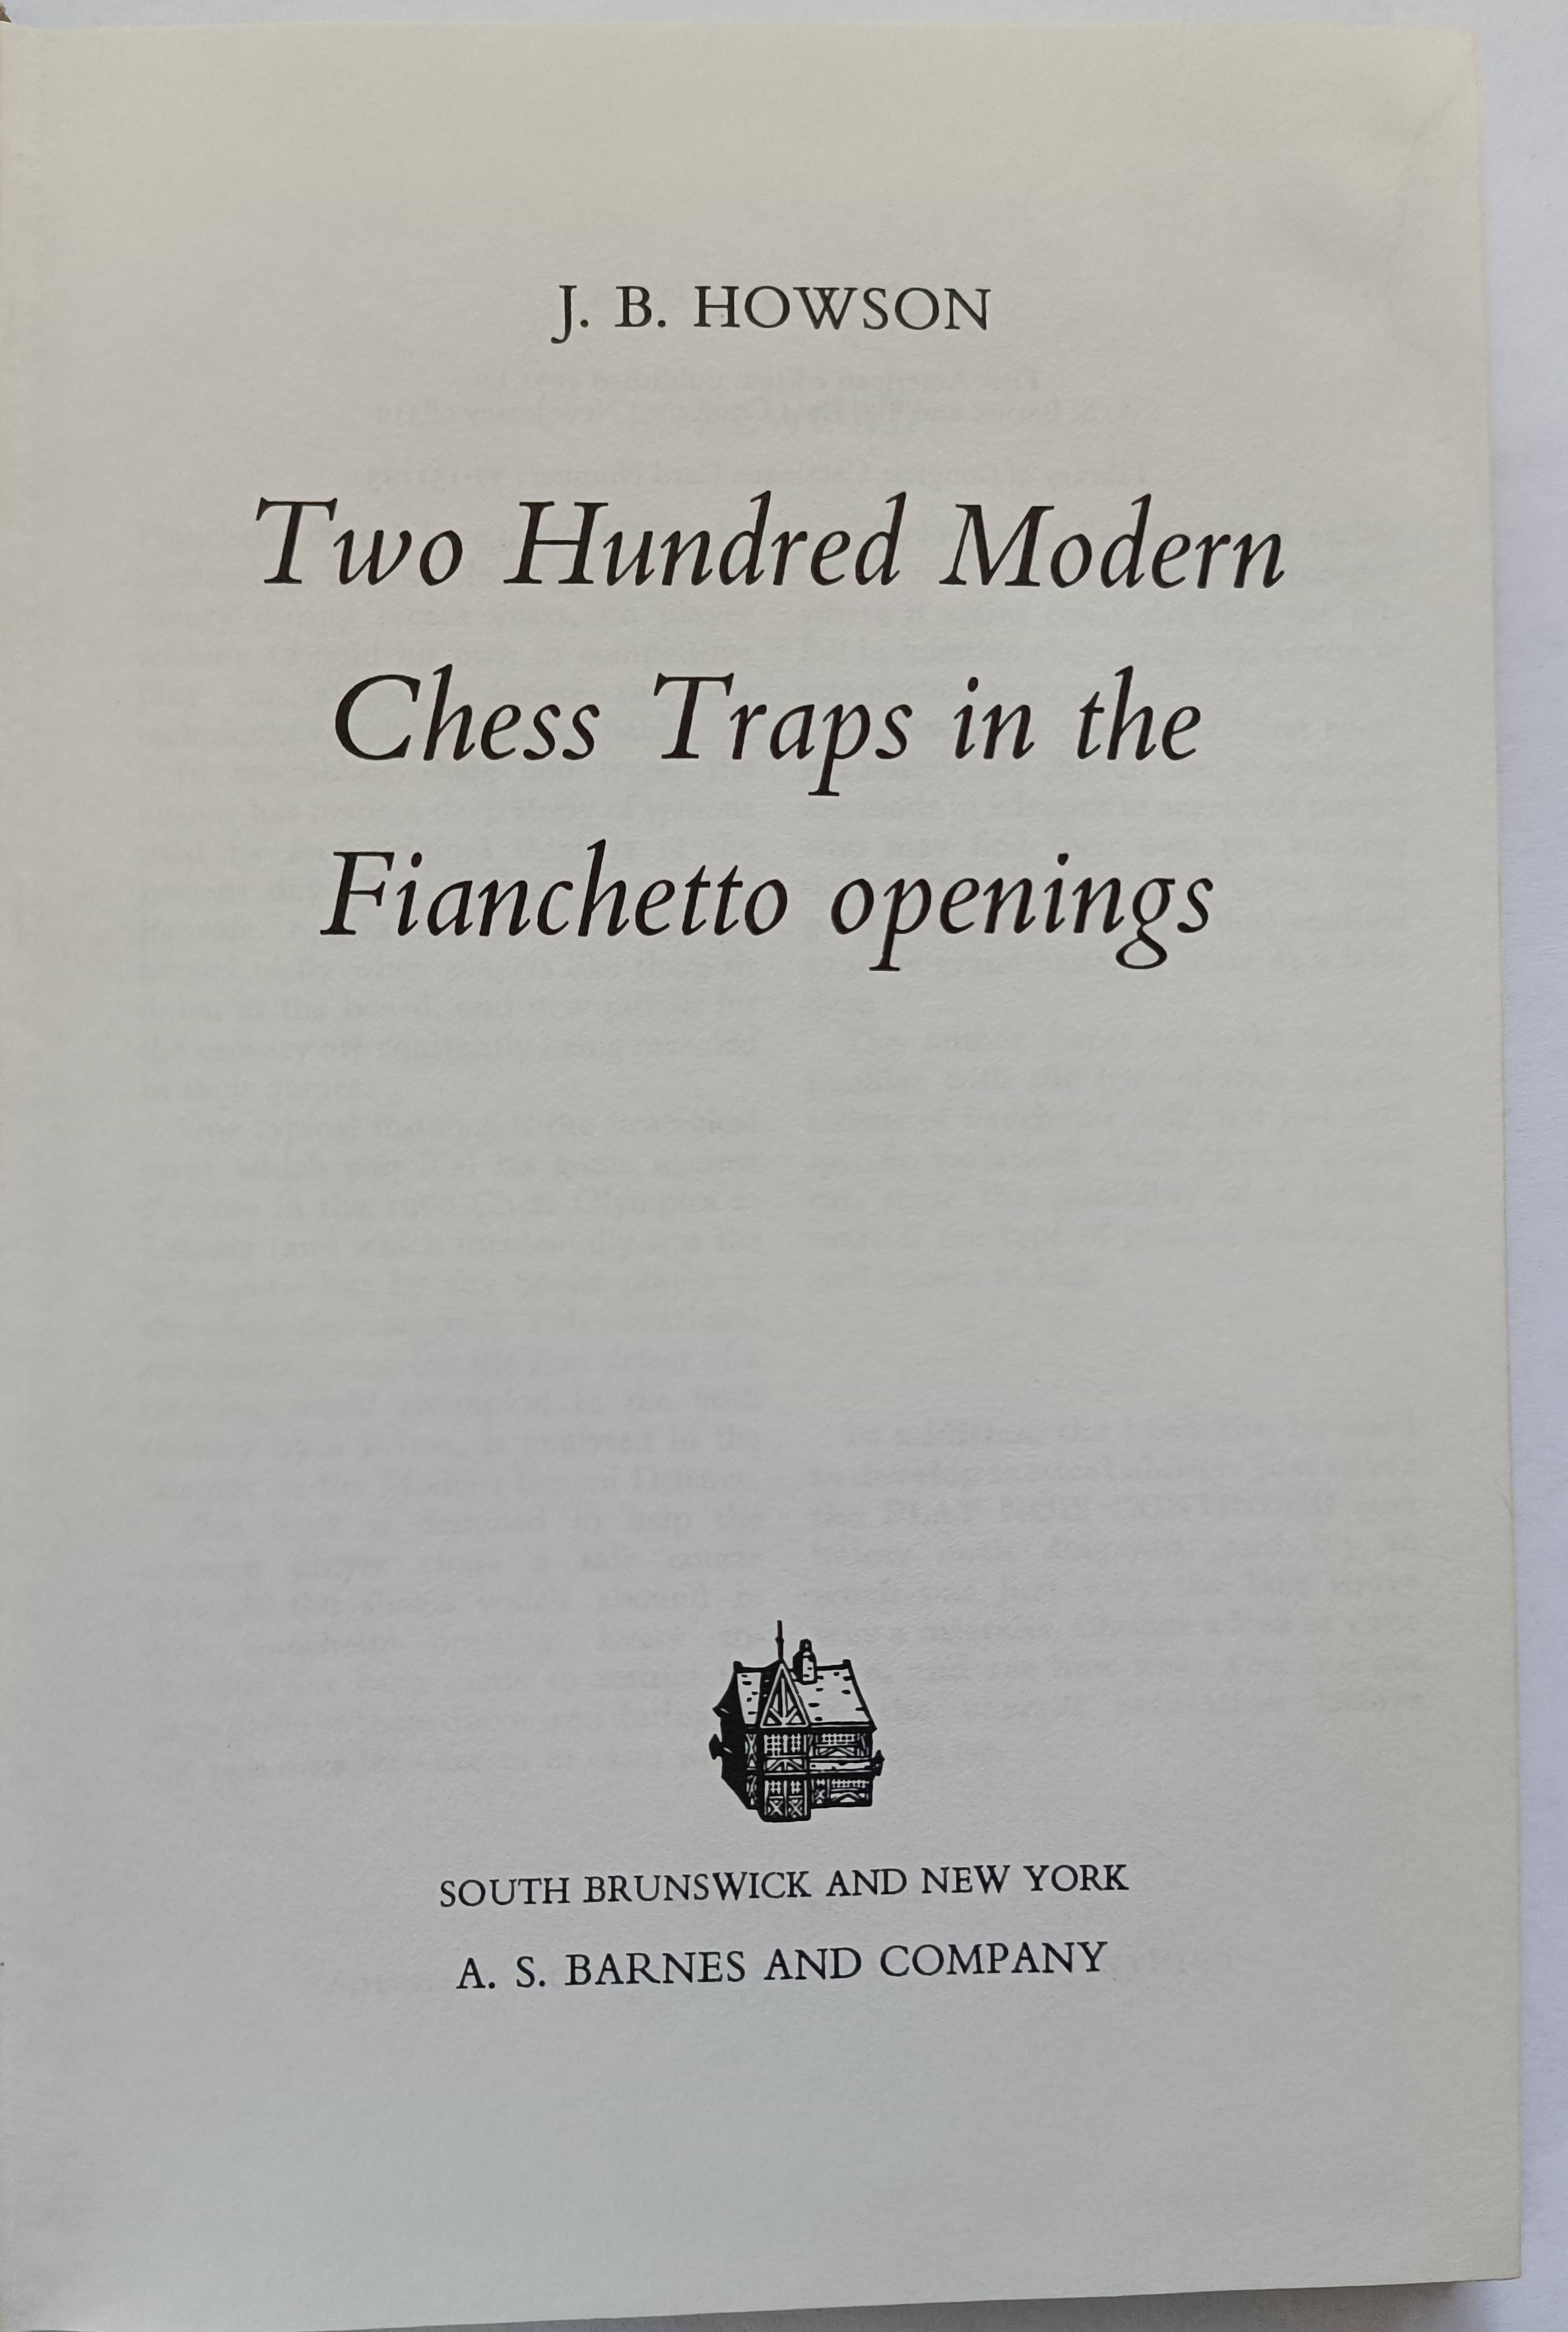 J. B. HOWSON
Two Hundred Modern
Chess Traps in the
Fianchetto openings
SOUTH BRUNSWICK AND NEW YORK
A. S. BARNES AND COMPANY